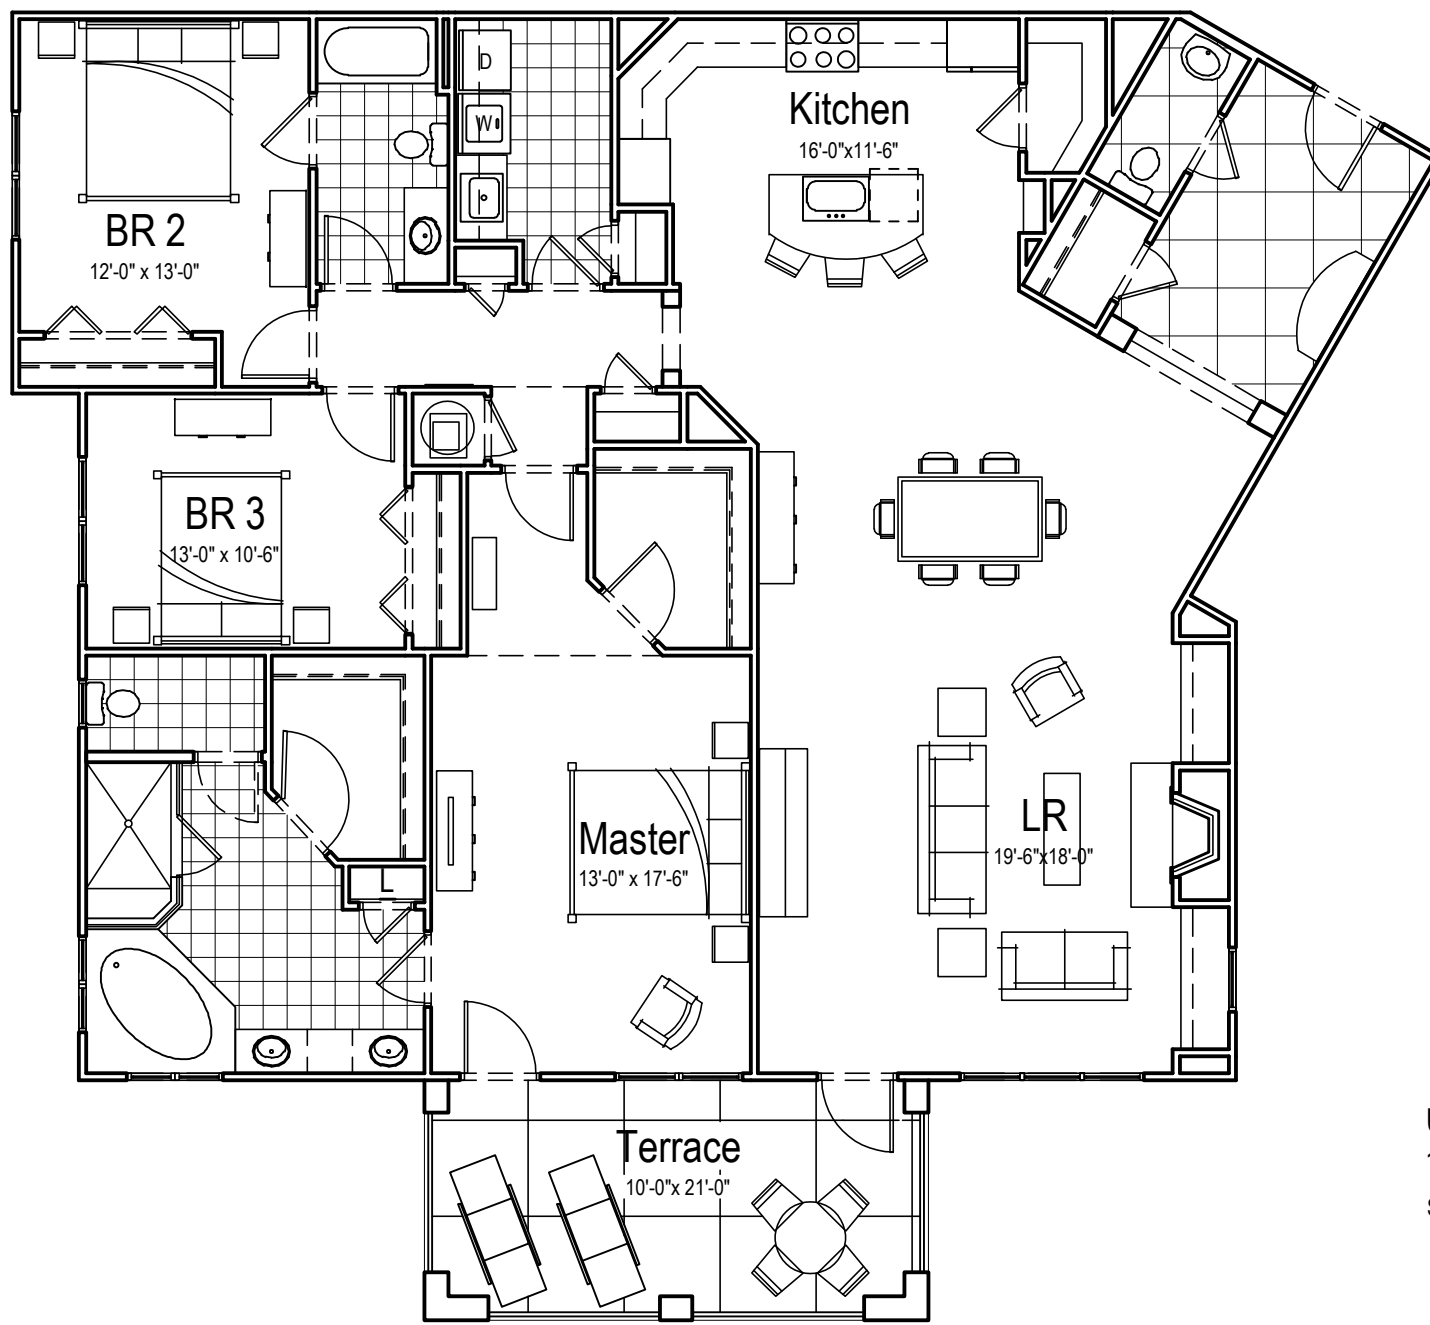 D
W
Kitchen
16'-0"x11'-6"
BR 2
12'-0" x 13'-0"
BR 3
13'-0" x 10'-6"
Master
13'-0" x 17'-6"
LR
19'-6"x18'-0"
L
Terrace
10'-0"x 21'-0"